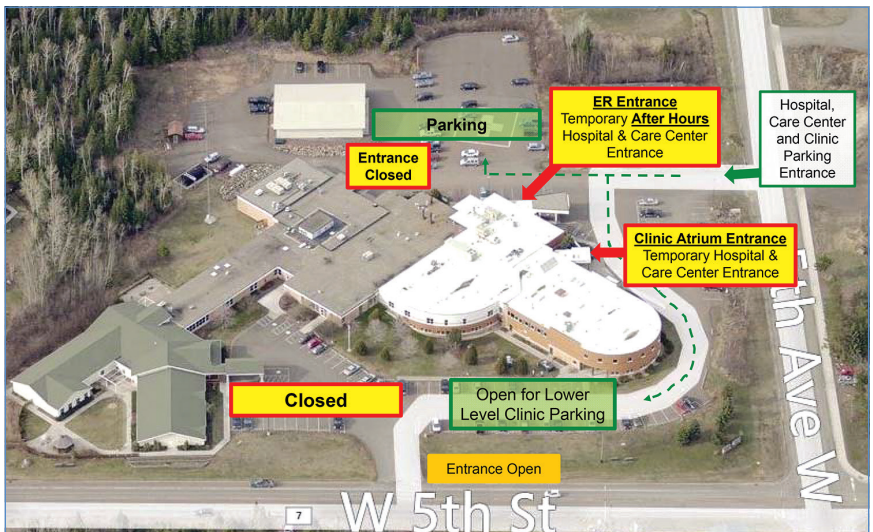 ER Entrance
Temporary After Hours
Hospital & Care Center
Entrance
Hospital,
Care Center
and Clinic
Parking
Entrance
Parking
Entrance
Closed
Clinic Atrium Entrance
Temporary Hospital &
Care Center Entrance
Closed
Open for Lower
Level Clinic Parking
Entrance Open
7
W 5th St
5th Ave W